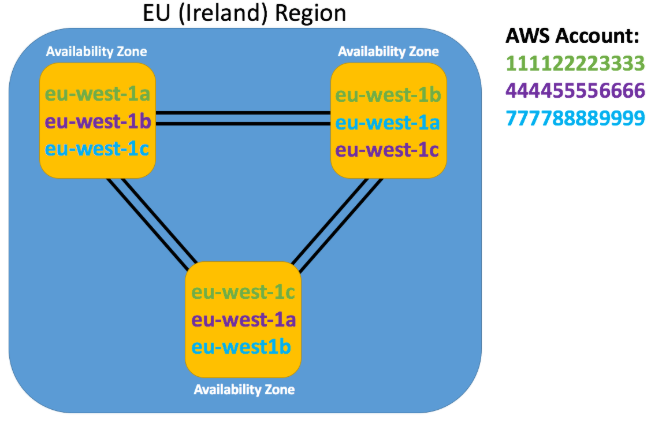 EU (Ireland) Region
AWS Account:
111122223333
444455556666
777788889999
Availability Zone
eu-west-1a
eu-west-1b
eu-west-1c
Availability Zone
eu-west-1b
eu-west-1a
eu-west-1c
eu-west-1c
eu-west-1a
eu-west1b
Availability Zone